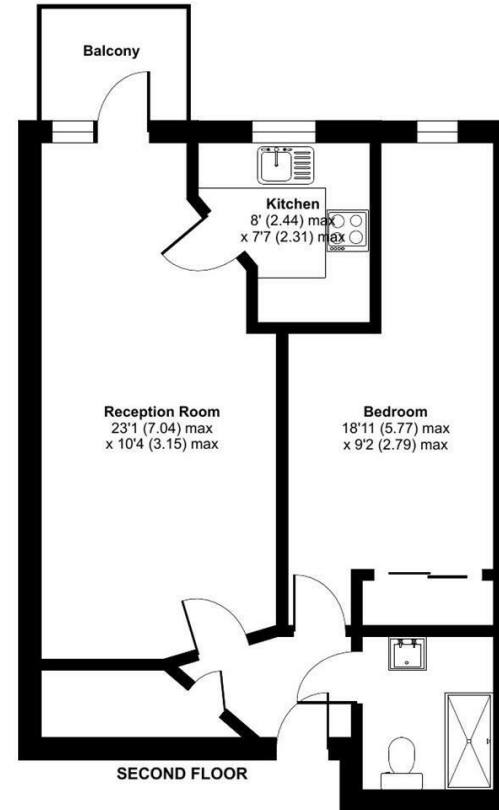 Balcony
Kitchen
8' (2.44) max
x 7'7 (2.31) max
Reception Room
23'1 (7.04) max
x 10'4 (3.15) max
Bedroom
18'11 (5.77) max
x 9'2 (2.79) max
SECOND FLOOR